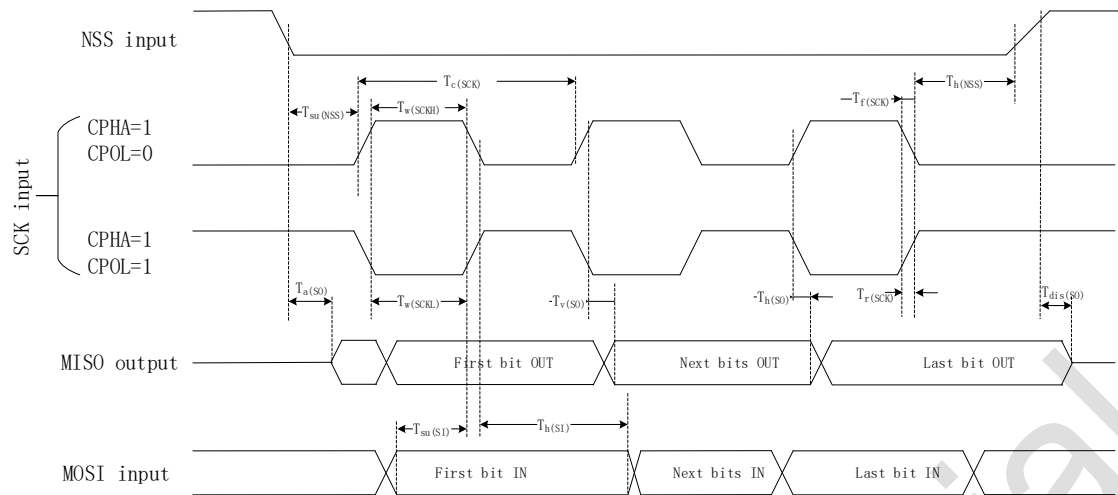 NSS input
Tc(SCK)
Th(NSS)
Tsu(NSS)
Tw(SCKH)
Tf(SCK)
SCK input
CPHA=1
CPOL=0
CPHA=1
CPOL=1
Ta(SO)
Tw(SCKL)
Tv(SO)
Th(SO)
Tr(SCK)
Tdis(SO)
MISO output
First bit OUT
Next bits OUT
Last bit OUT
Tsu(SI)
Th(SI)
MOSI input
First bit IN
Next bits IN
Last bit IN